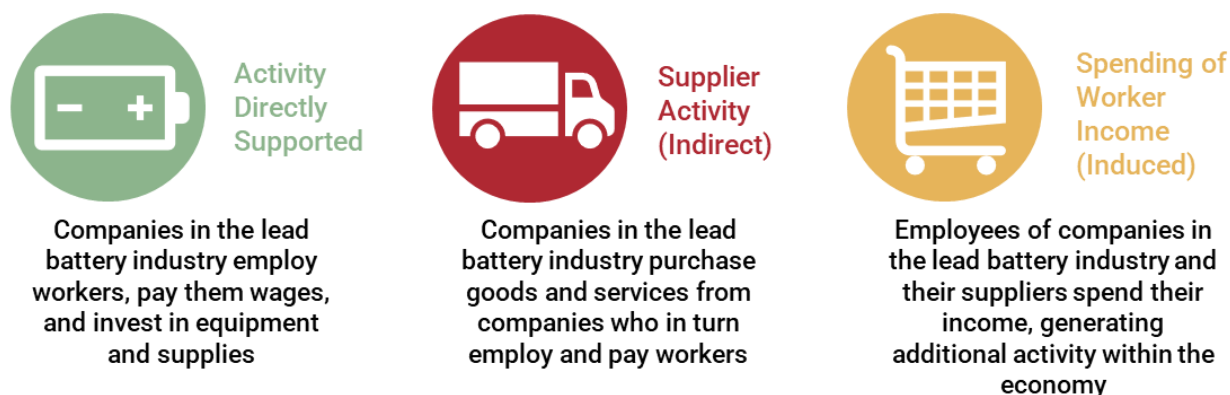 Activity
Directly
Supported
Companies in the lead
battery industry employ
workers, pay them wages,
and invest in equipment
and supplies
Supplier
Activity
(Indirect)
Companies in the lead
battery industry purchase
goods and services from
companies who in turn
employ and pay workers
Spending of
Worker
Income
(Induced)
Employees of companies in
the lead battery industry and
their suppliers spend their
income, generating
additional activity within the
economy